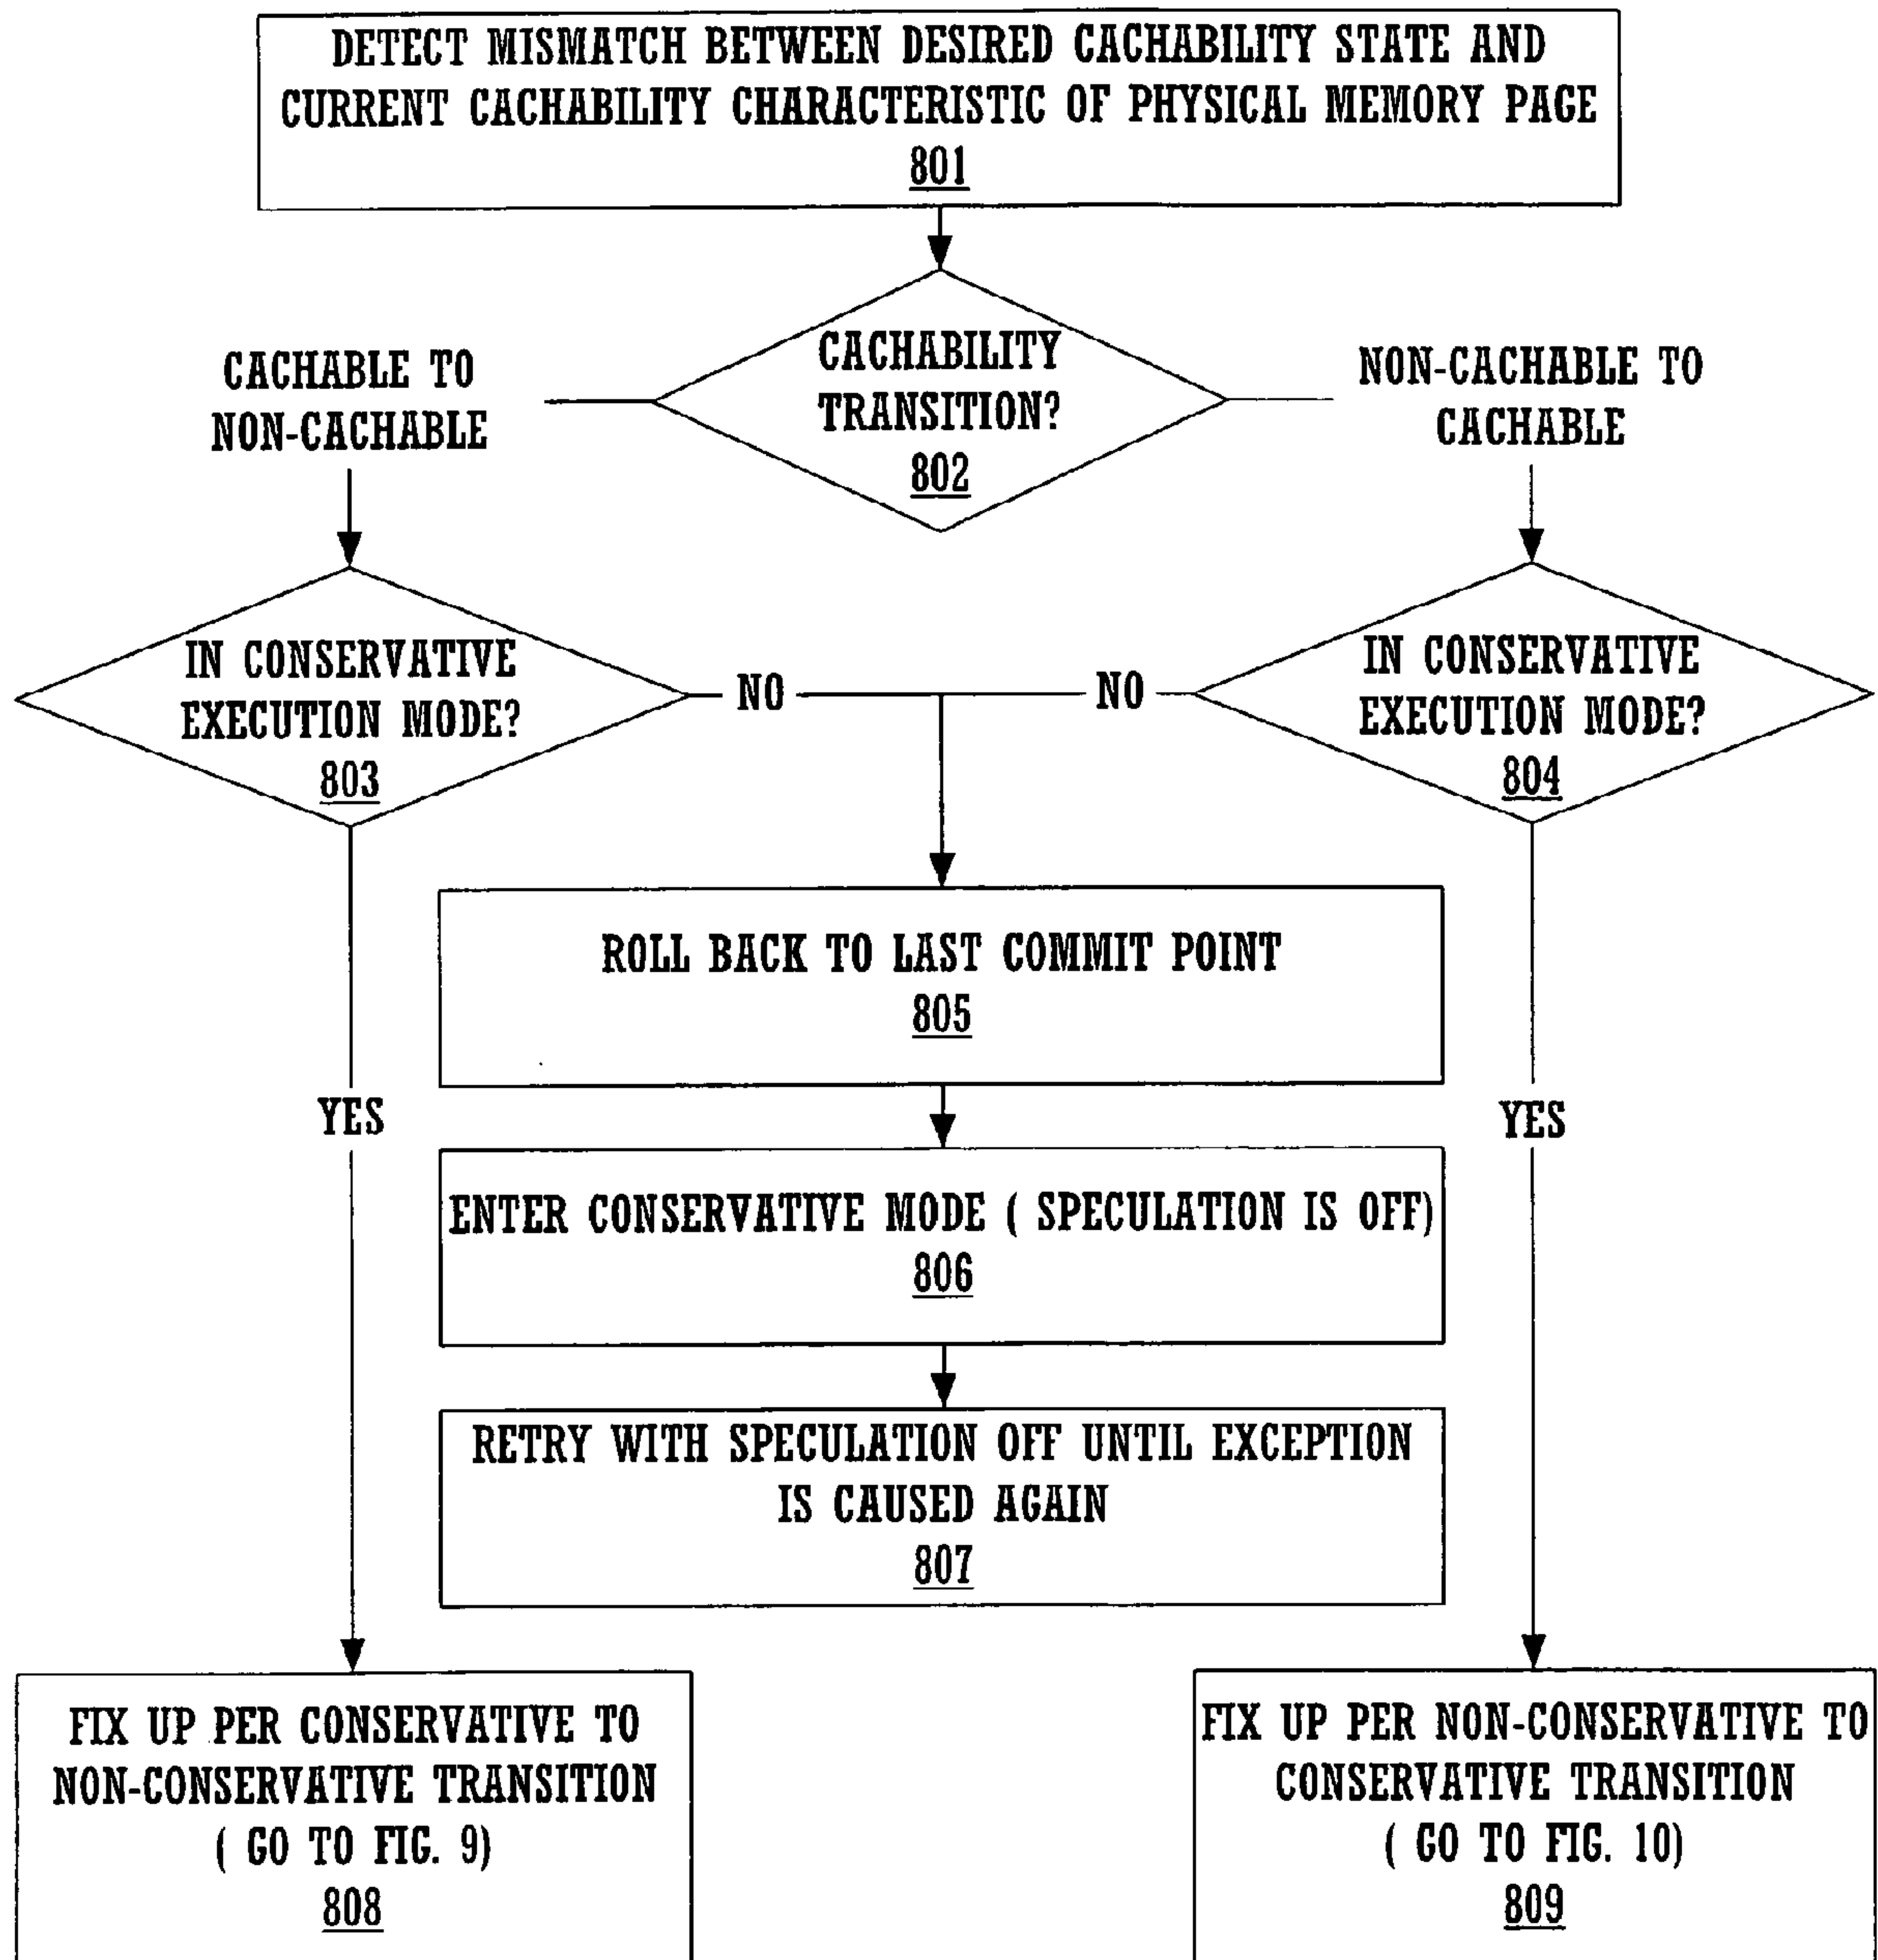 DETECT MISMATCH BETWEEN DESIRED CACHABILITY STATE AND
CURRENT CACHABILITY CHARACTERISTIC OF PHYSICAL MEMORY PAGE
801
CACHABILITY
TRANSITION?
802
CACHABLE TO
NON-CACHABLE
NON-CACHABLE TO
CACHABLE
IN CONSERVATIVE
EXECUTION MODE?
803
NO
NO
IN CONSERVATIVE
EXECUTION MODE?
804
ROLL BACK TO LAST COMMIT POINT
805
YES
YES
ENTER CONSERVATIVE MODE ( SPECULATION IS OFF)
806
RETRY WITH SPECULATION OFF UNTIL EXCEPTION
IS CAUSED AGAIN
807
FIX UP PER CONSERVATIVE TO
NON-CONSERVATIVE TRANSITION
( GO TO FIG. 9)
808
FIX UP PER NON-CONSERVATIVE TO
CONSERVATIVE TRANSITION
( GO TO FIG. 10)
809